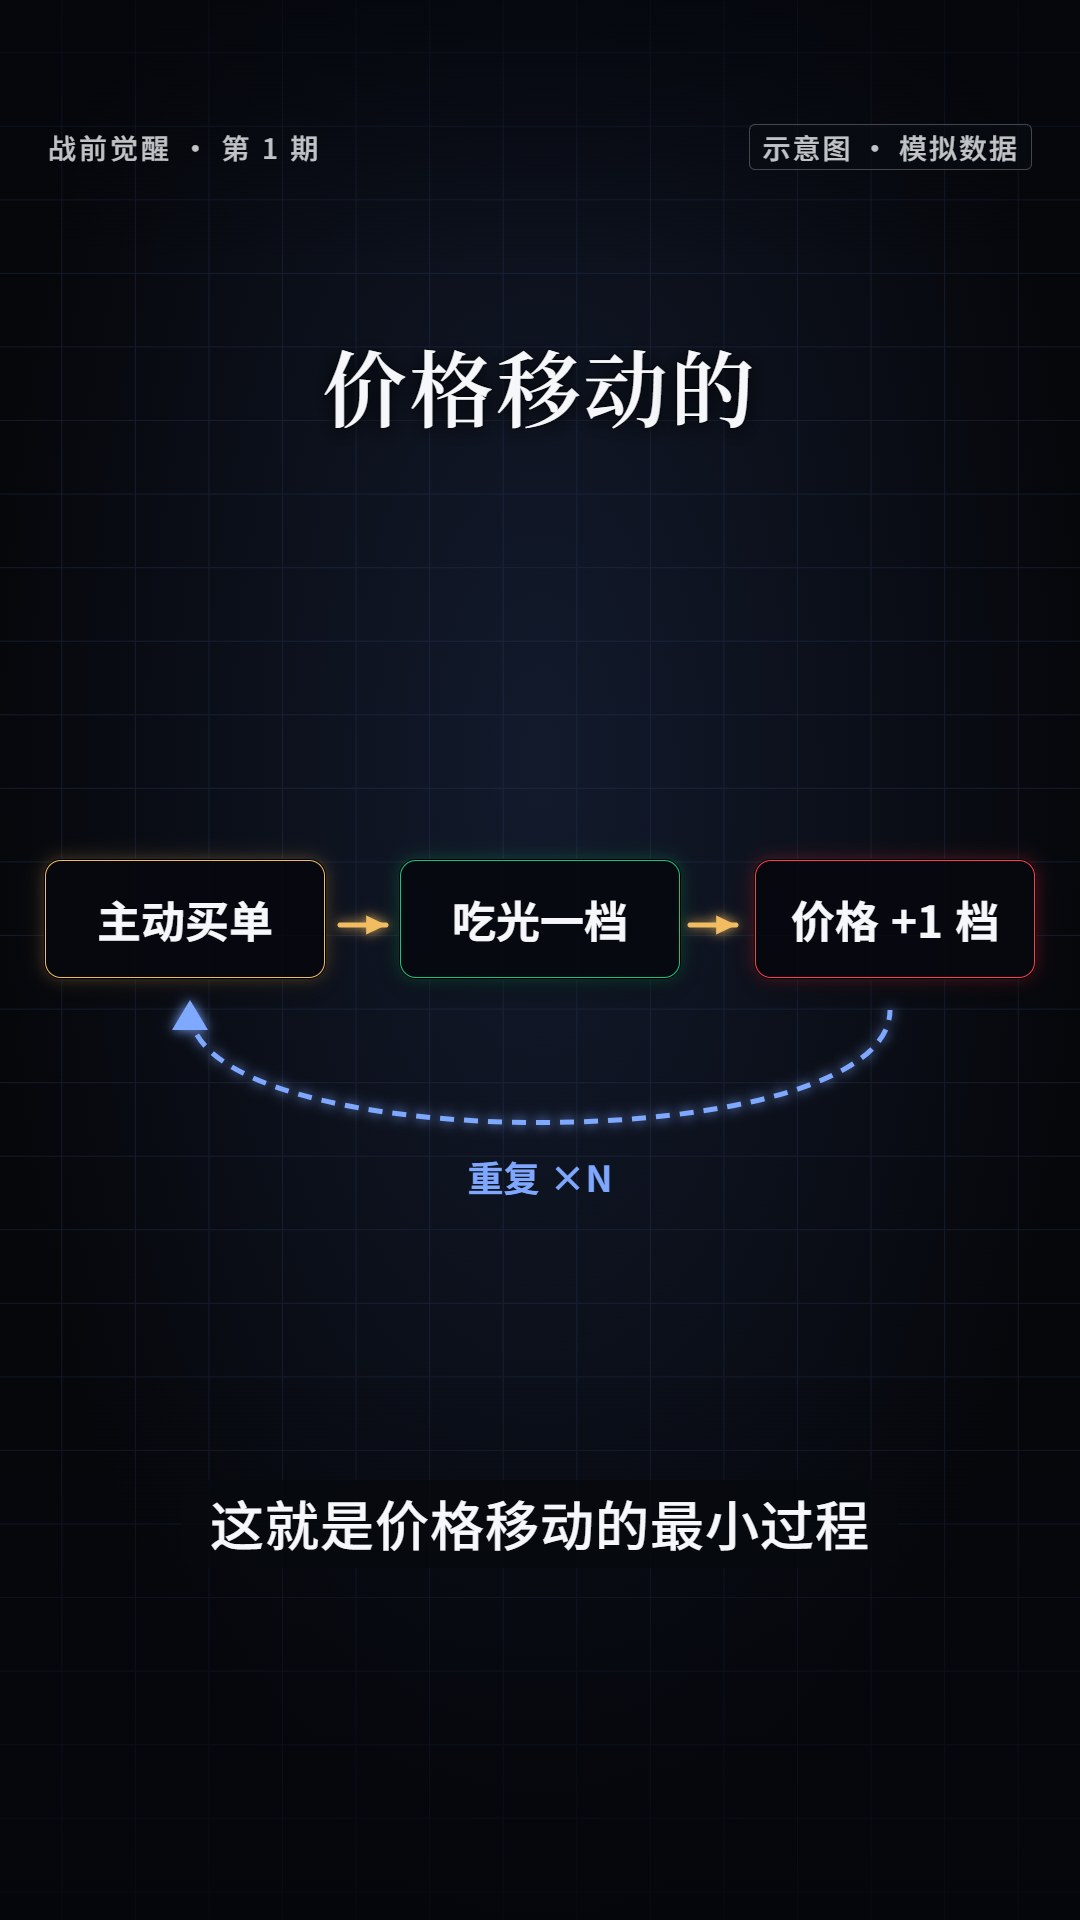 战前觉醒 · 第 1 期
示意图 · 模拟数据
价格移动的
主动买单
吃光一档
价格 +1 档
重复 ×N
这就是价格移动的最小过程